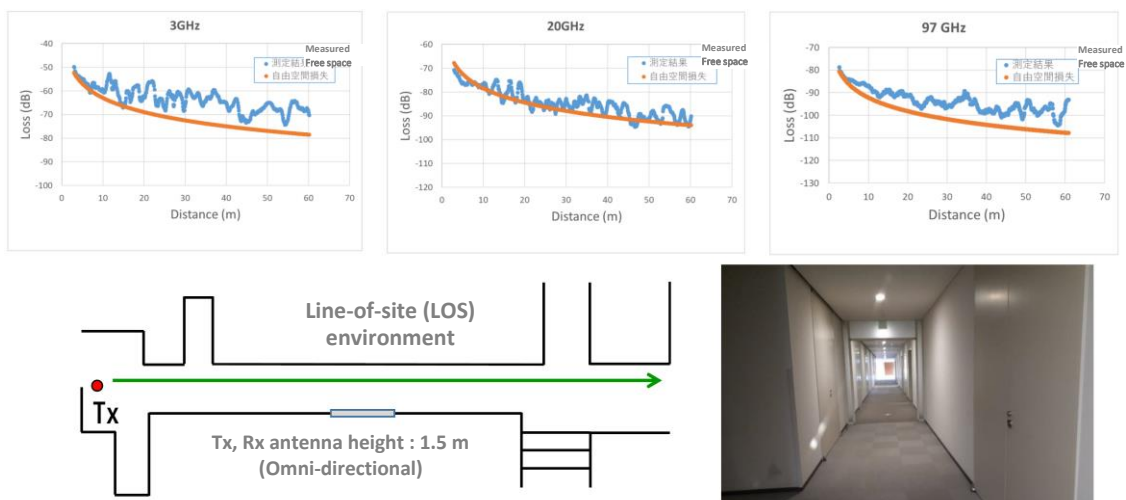 3GHz
-40
-50
-60
-70
-80
-90
-100
Loss (dB)
0 10 20 30 40 50 60 70
Distance (m)
測定結果
Measured
自由空間損失
Free space
20GHz
-60
-70
-80
-90
-100
-110
-120
Loss (dB)
0 10 20 30 40 50 60 70
Distance (m)
測定結果
Measured
自由空間損失
Free space
97 GHz
-70
-80
-90
-100
-110
-120
-130
Loss (dB)
0 10 20 30 40 50 60 70
Distance (m)
測定結果
Measured
自由空間損失
Free space
Line-of-site (LOS)
environment
Tx
Tx, Rx antenna height : 1.5 m
(Omni-directional)